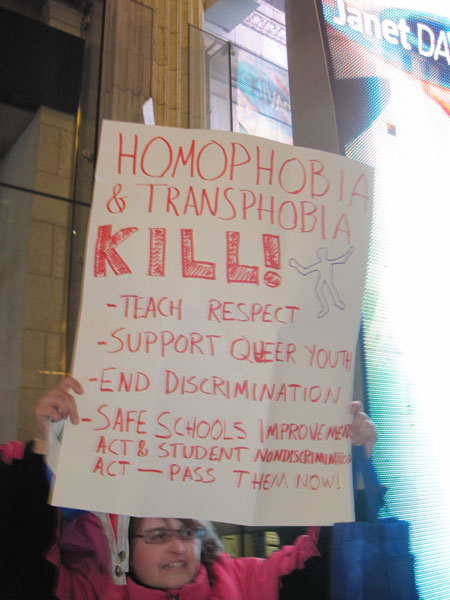 Janet DA
HOMOPHOBIA
& TRANSPHOBIA
KILL!
-TEACH RESPECT
-SUPPORT QUEER YOUTH
-END DISCRIMINATION
-SAFE SCHOOLS IMPROVEMENT
ACT & STUDENT NONDISCRIMINATION
ACT — PASS THEM NOW!